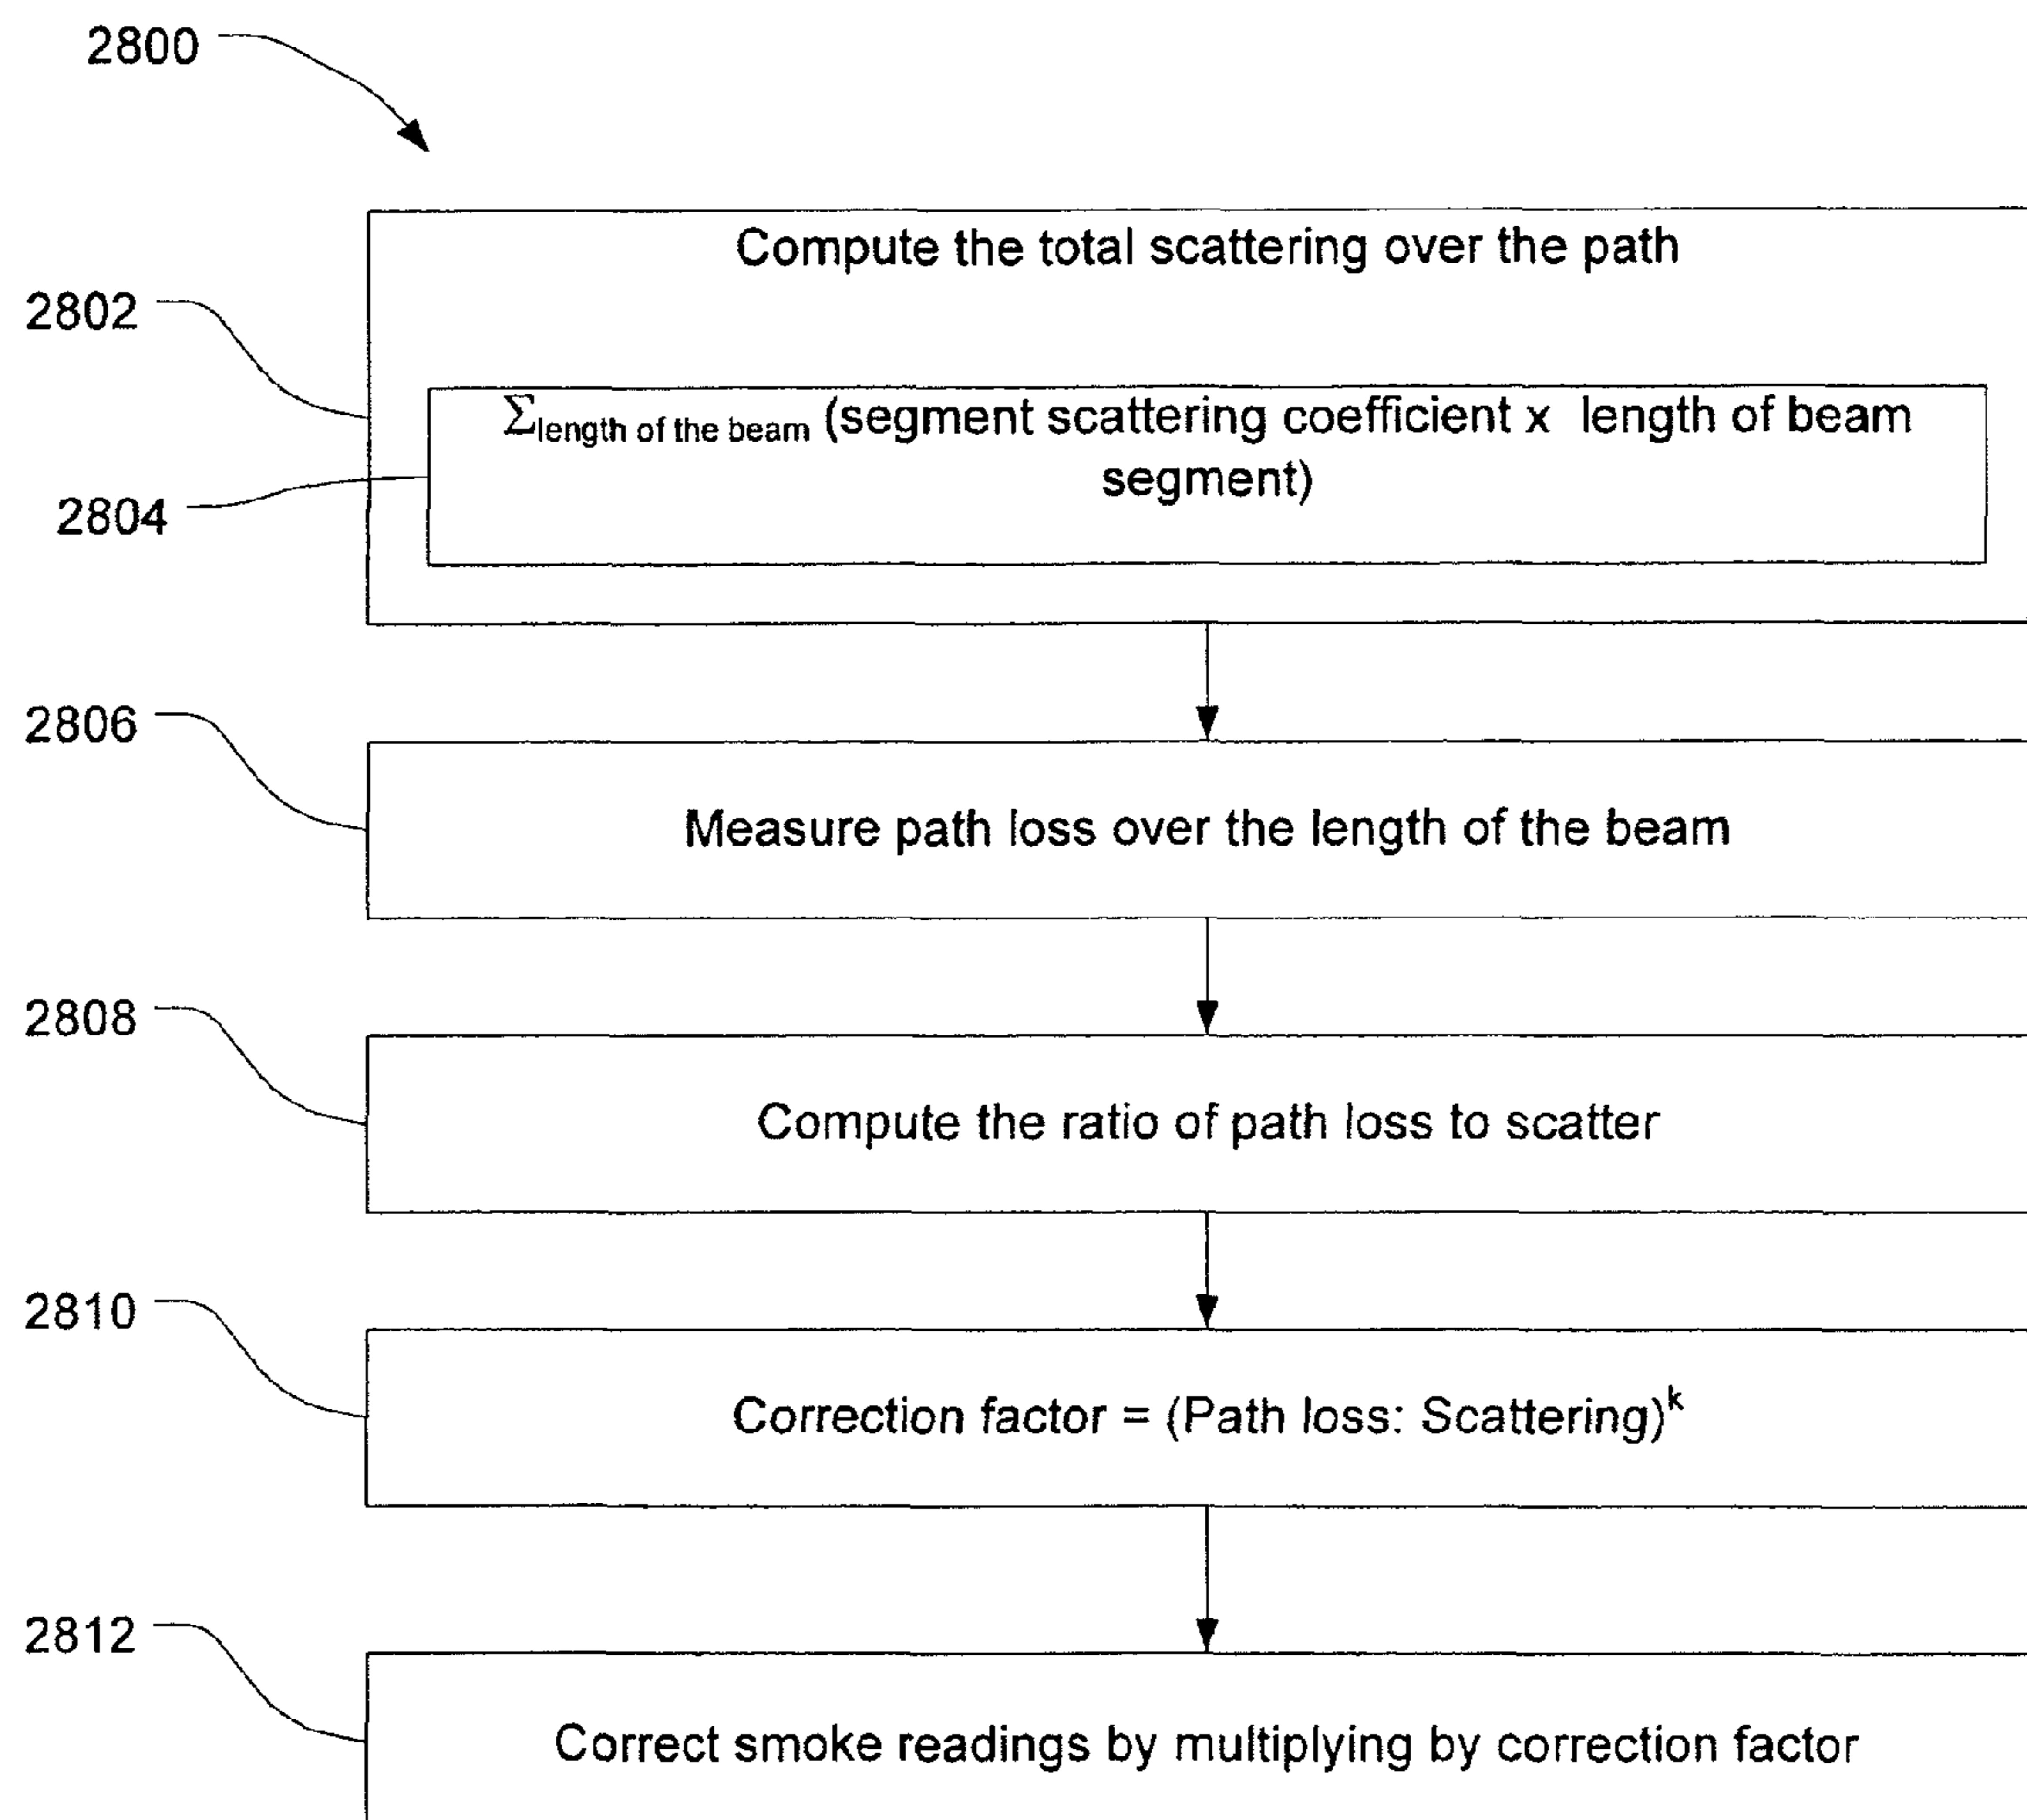 2800
Compute the total scattering over the path
2802
Σlength of the beam (segment scattering coefficient x length of beam
segment)
2804
2806
Measure path loss over the length of the beam
2808
Compute the ratio of path loss to scatter
2810
Correction factor = (Path loss: Scattering)^k
2812
Correct smoke readings by multiplying by correction factor